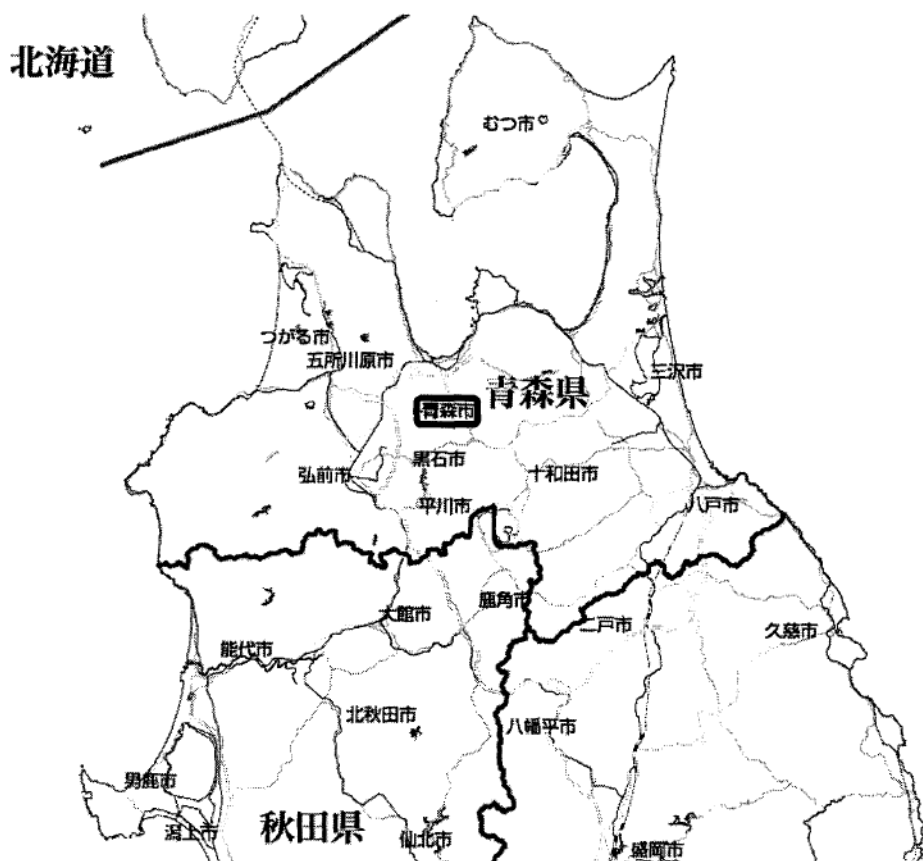 北海道
むつ市
つがる市
五所川原市
三沢市
青森県
青森市
黒石市
弘前市
十和田市
平川市
八戸市
大館市
鹿角市
二戸市
久慈市
能代市
北秋田市
八幡平市
男鹿市
潟上市
秋田県
仙北市
盛岡市